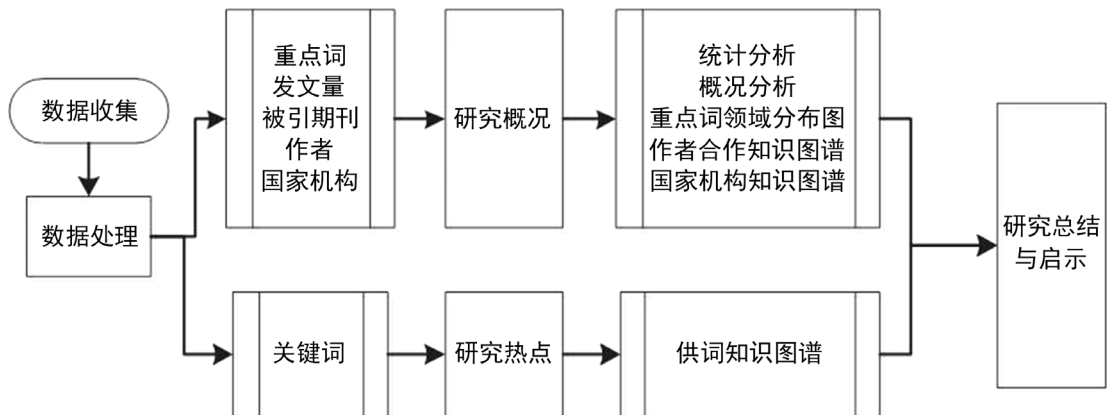 数据收集
数据处理
重点词
发文量
被引期刊
作者
国家机构
研究概况
统计分析
概况分析
重点词领域分布图
作者合作知识图谱
国家机构知识图谱
关键词
研究热点
供词知识图谱
研究总结
与启示